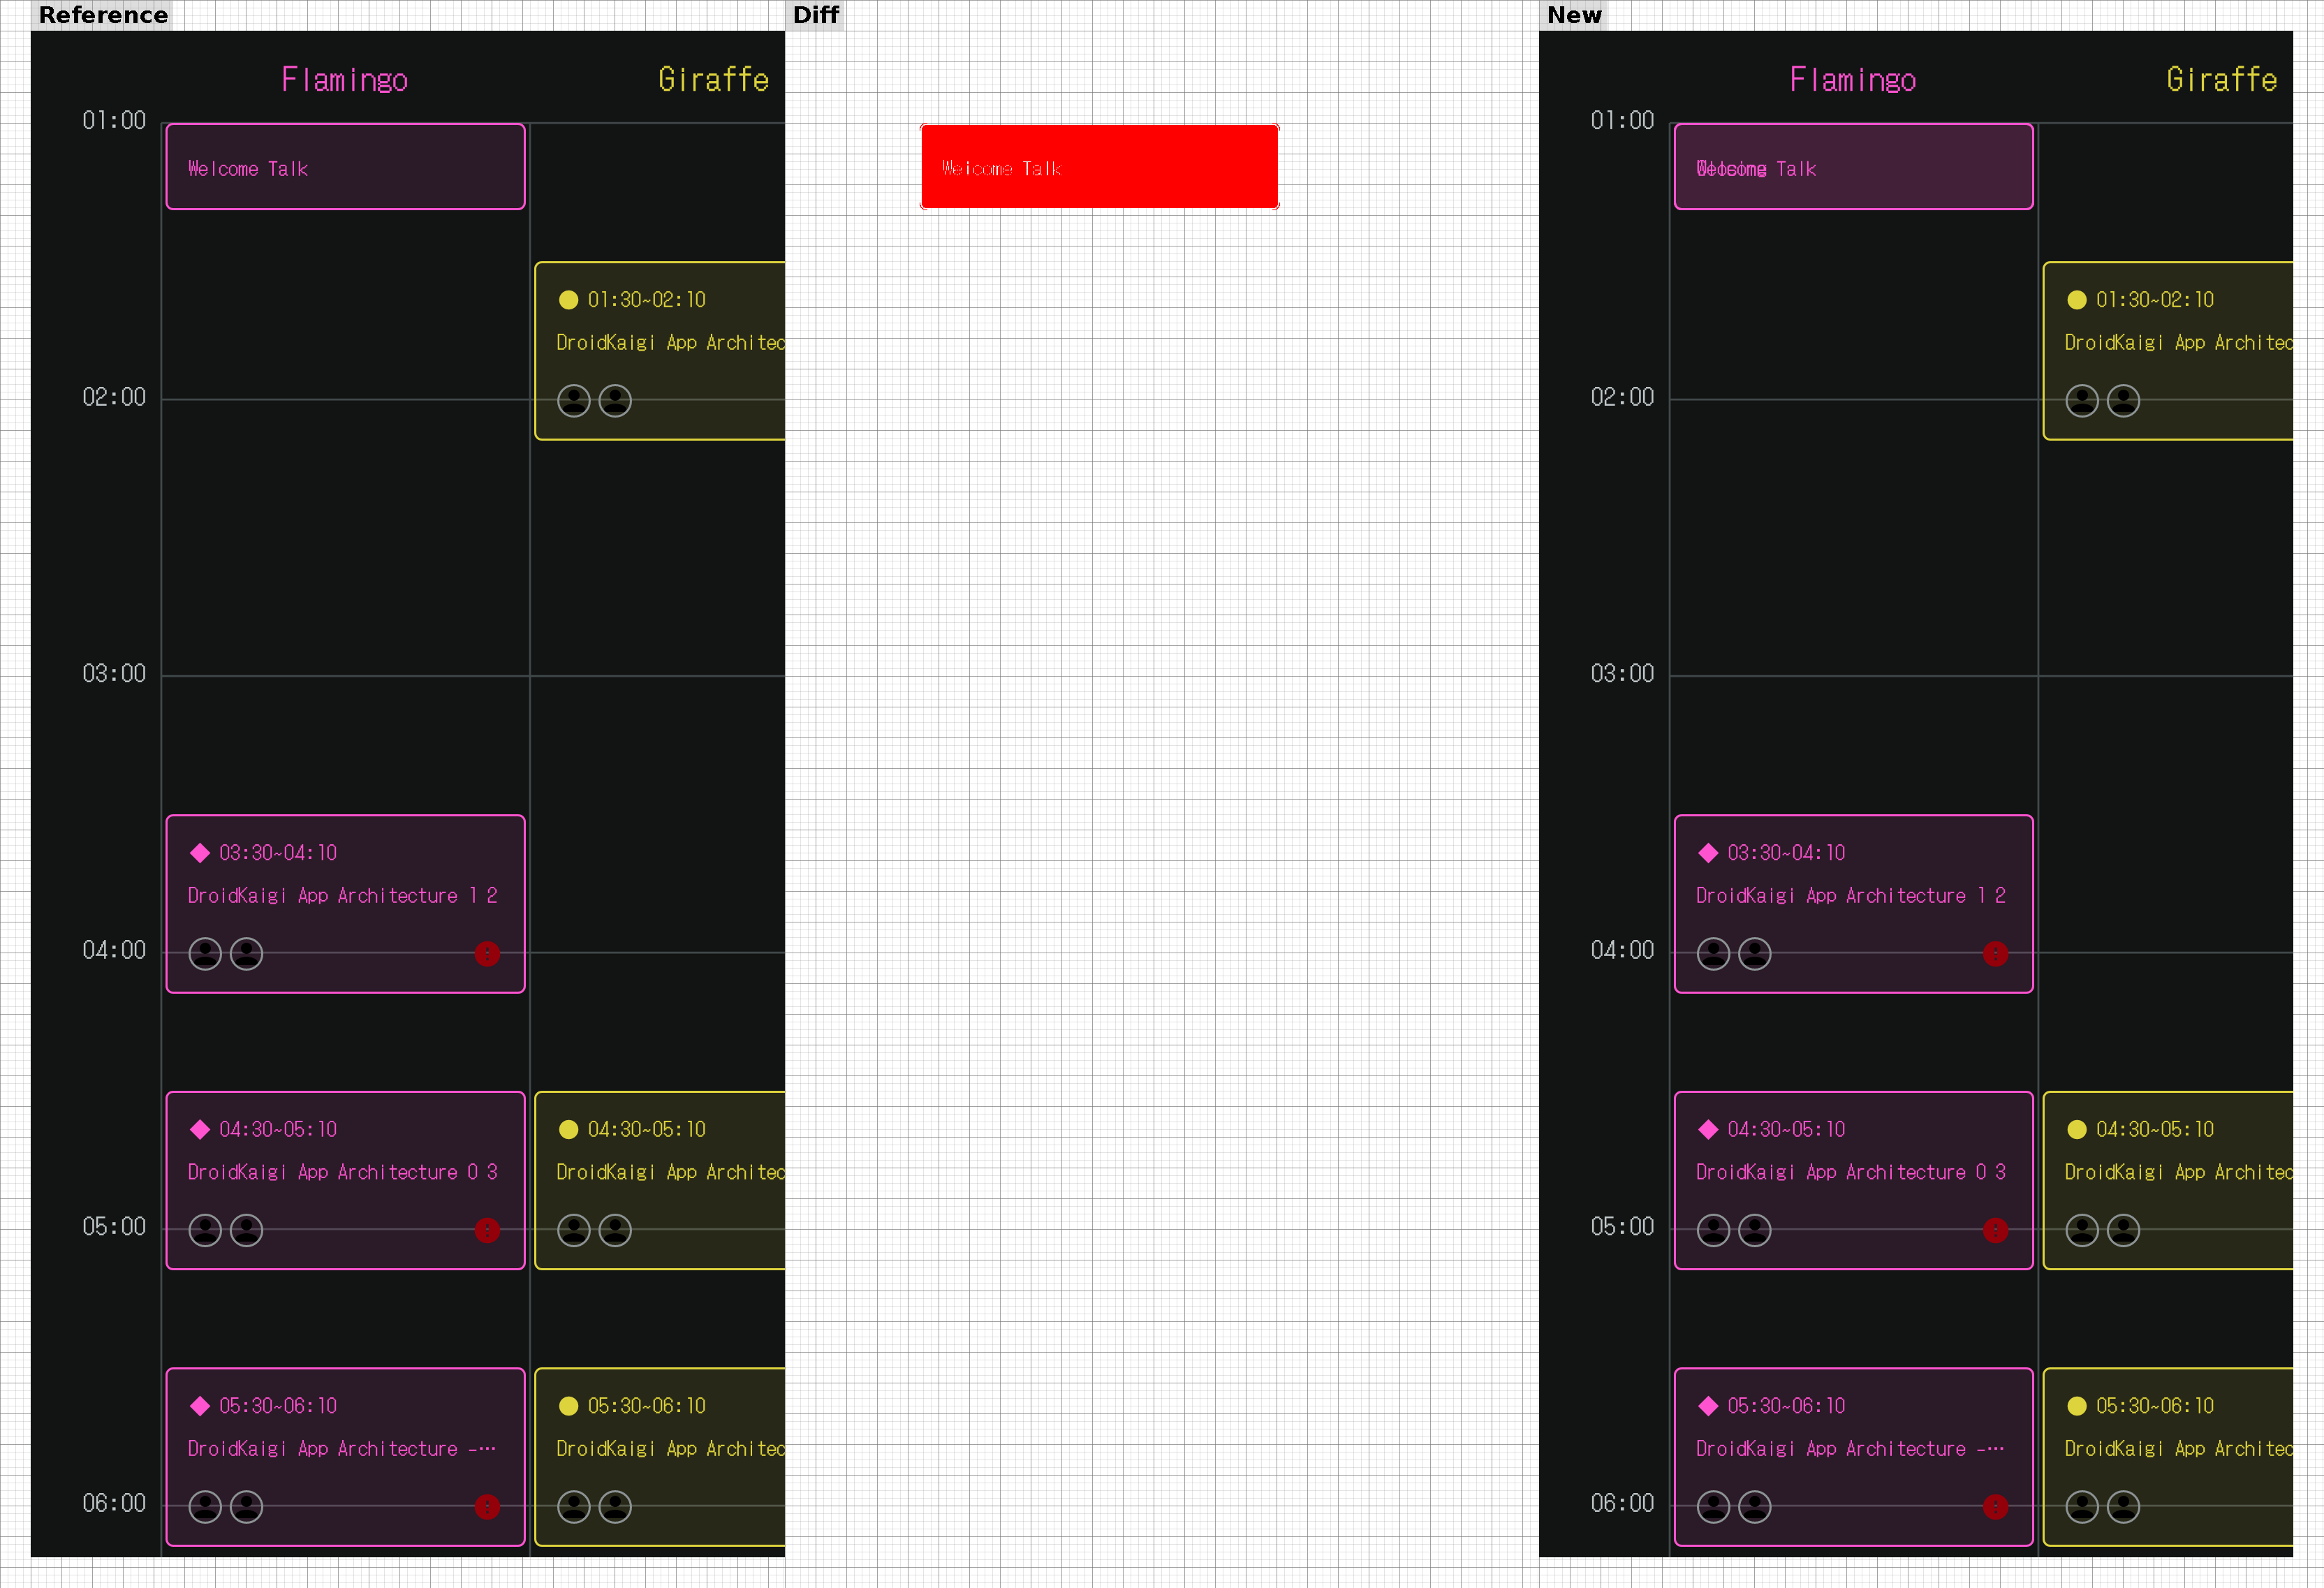 Reference
Diff
New
Flamingo
Giraffe
01:00
Welcome Talk
01:30~02:10
DroidKaigi App Architec
02:00
03:00
03:30~04:10
DroidKaigi App Architecture 1 2
04:00
04:30~05:10
04:30~05:10
DroidKaigi App Architecture 0 3
DroidKaigi App Architec
05:00
05:30~06:10
05:30~06:10
DroidKaigi App Architecture -…
DroidKaigi App Architec
06:00
Welcome Talk
Flamingo
Giraffe
01:00
Talk
01:30~02:10
DroidKaigi App Architec
02:00
03:00
03:30~04:10
DroidKaigi App Architecture 1 2
04:00
04:30~05:10
04:30~05:10
DroidKaigi App Architecture 0 3
DroidKaigi App Architec
05:00
05:30~06:10
05:30~06:10
DroidKaigi App Architecture -…
DroidKaigi App Architec
06:00